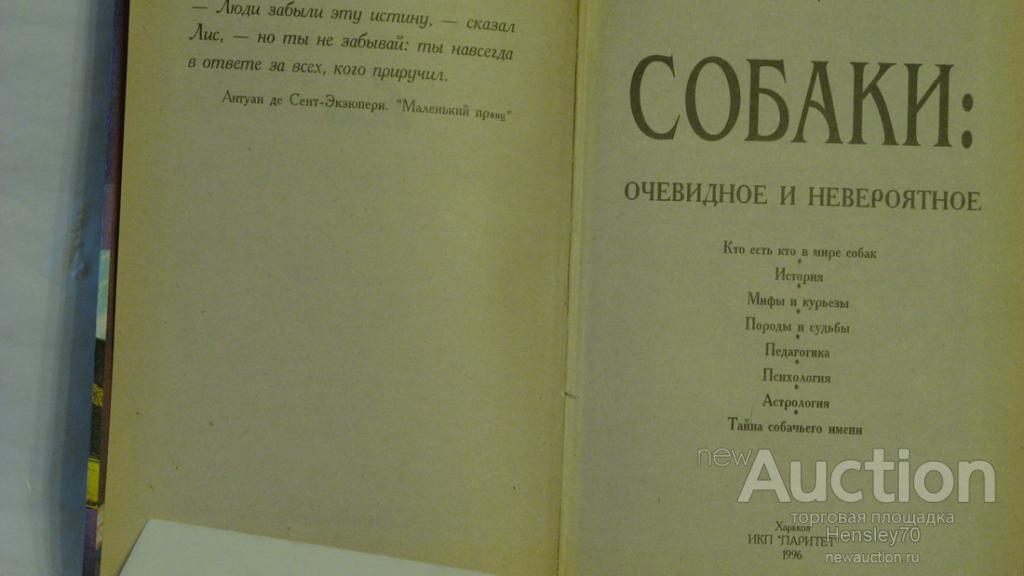 — Люди забыли эту истину, — сказал
Лис, — но ты не забывай: ты навсегда
в ответе за всех, кого приручил.
Антуан де Сент-Экзюпери. "Маленький принц"
СОБАКИ:
ОЧЕВИДНОЕ И НЕВЕРОЯТНОЕ
Кто есть кто в мире собак
•
История
•
Мифы и курьезы
•
Породы и судьбы
•
Педагогика
•
Психология
•
Астрология
•
Тайна собачьего имени
newAuction
торговая площадка
Hensley70
newauction.ru
Харьков
ИКП "ПАРИТЕТ"
1996